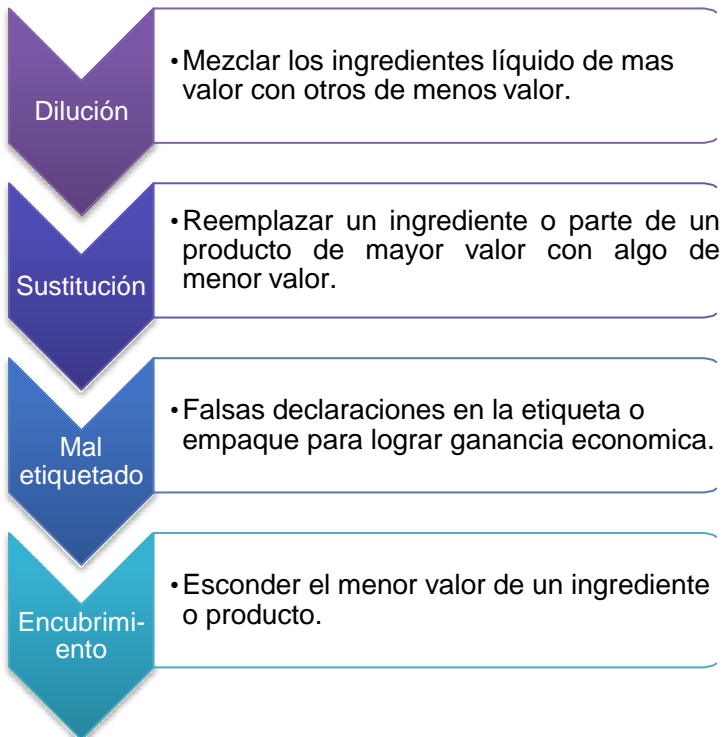 Dilución
•Mezclar los ingredientes líquido de mas
valor con otros de menos valor.
Sustitución
•Reemplazar un ingrediente o parte de un
producto de mayor valor con algo de
menor valor.
Mal
etiquetado
•Falsas declaraciones en la etiqueta o
empaque para lograr ganancia economica.
Encubrimi-
ento
•Esconder el menor valor de un ingrediente
o producto.